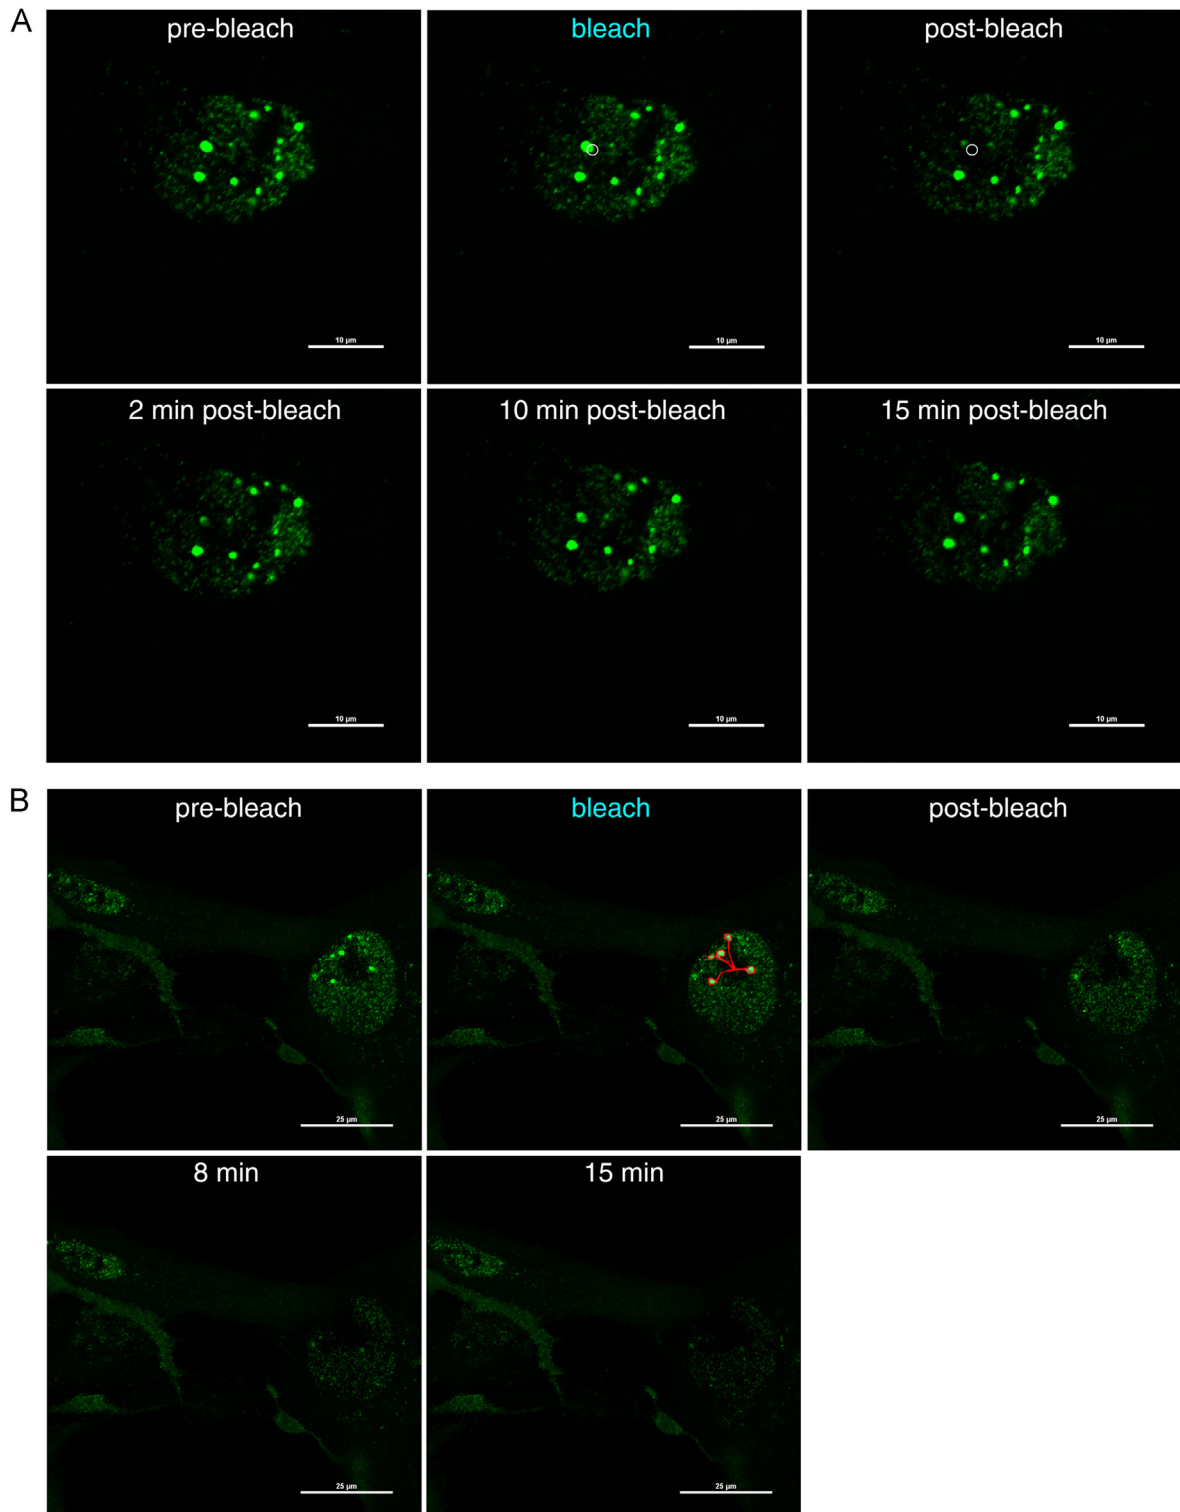 A
pre-bleach
bleach
post-bleach
10 µm
10 µm
10 µm
2 min post-bleach
10 min post-bleach
15 min post-bleach
10 µm
10 µm
10 µm
B
pre-bleach
bleach
post-bleach
25 µm
25 µm
25 µm
8 min
15 min
25 µm
25 µm